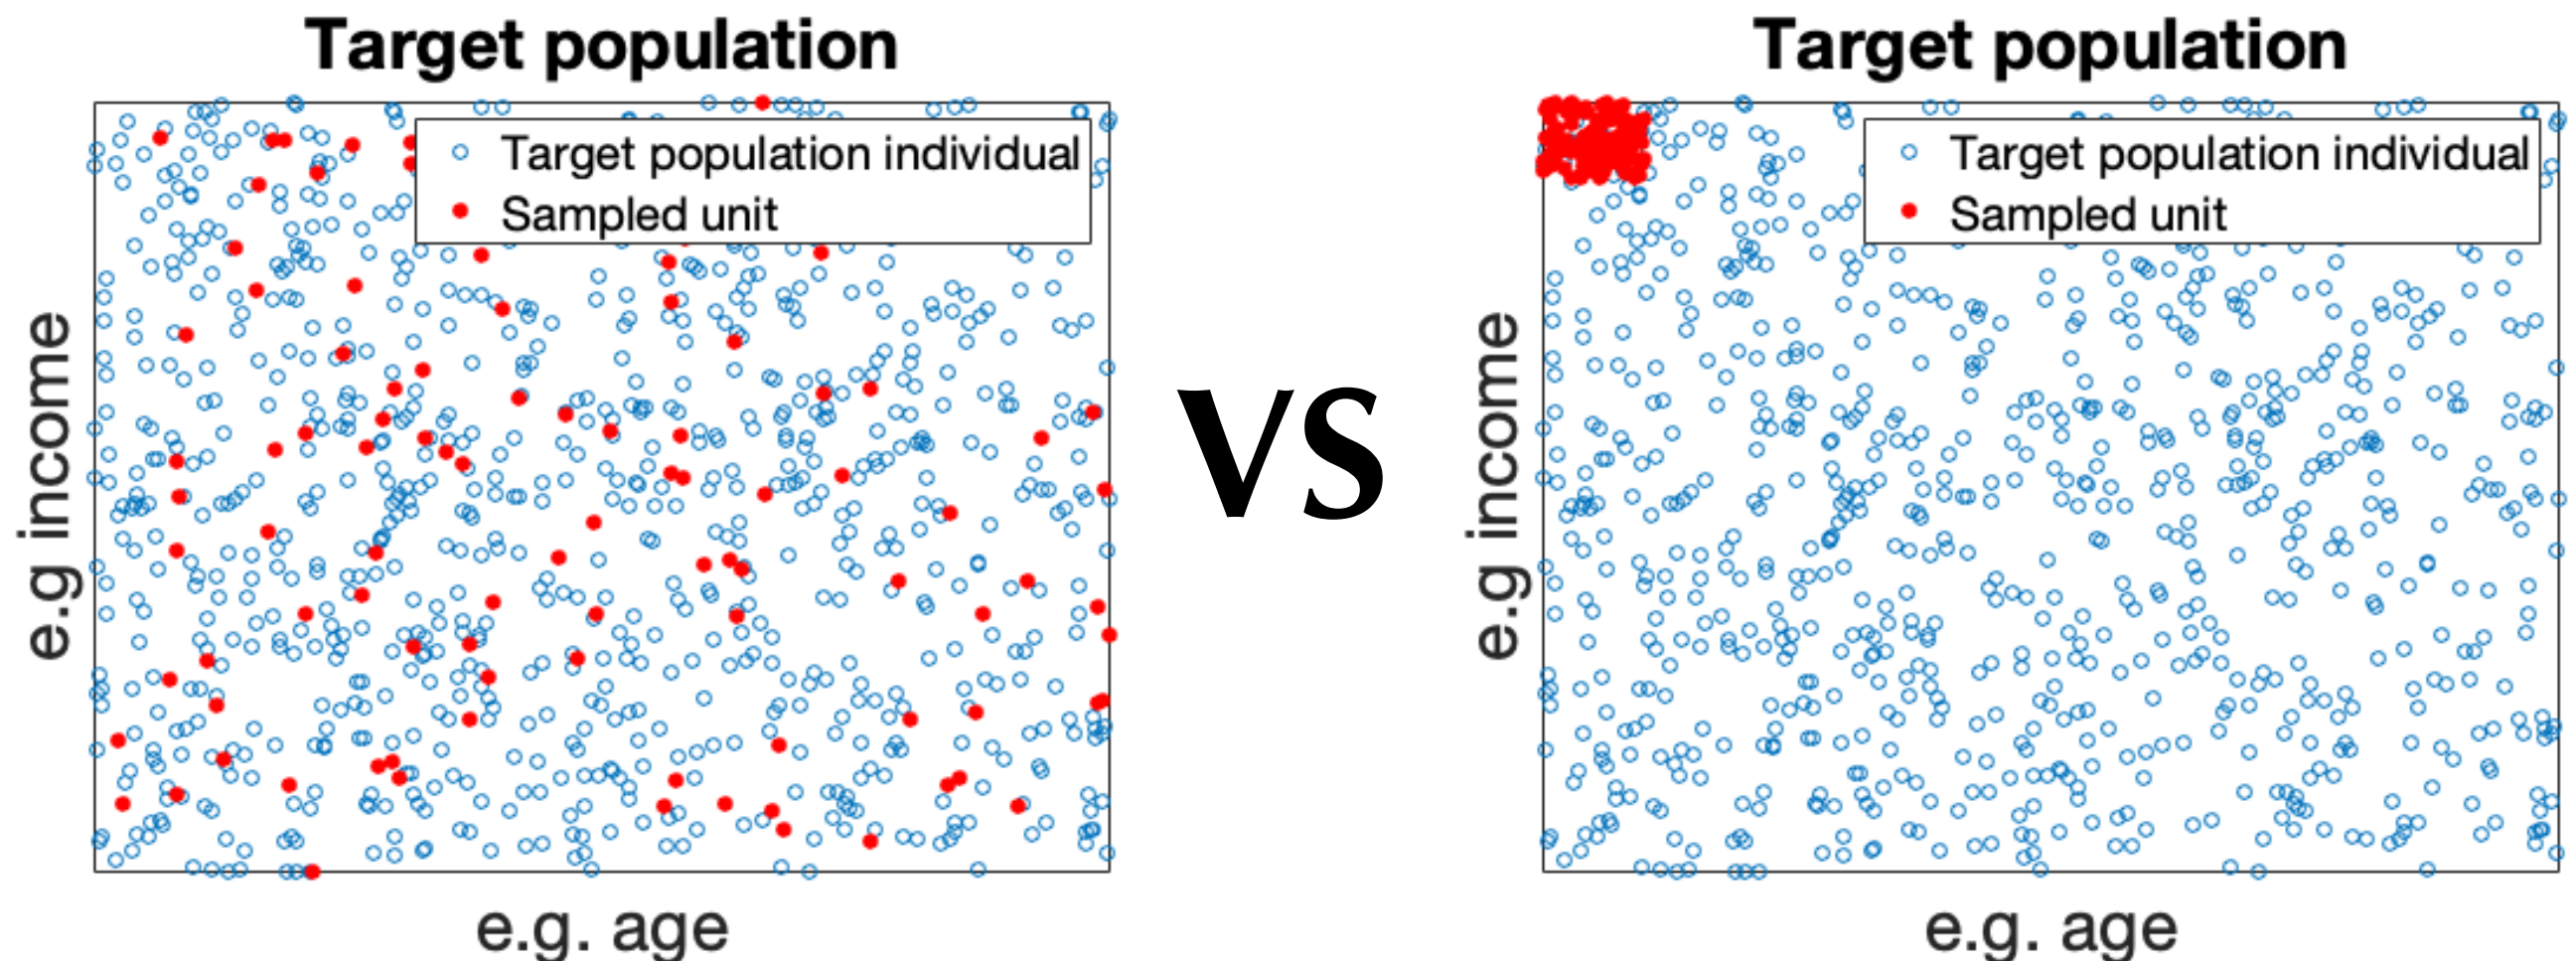 Target population
Target population individual
Sampled unit
e.g income
e.g. age
VS
Target population
Target population individual
Sampled unit
e.g income
e.g. age